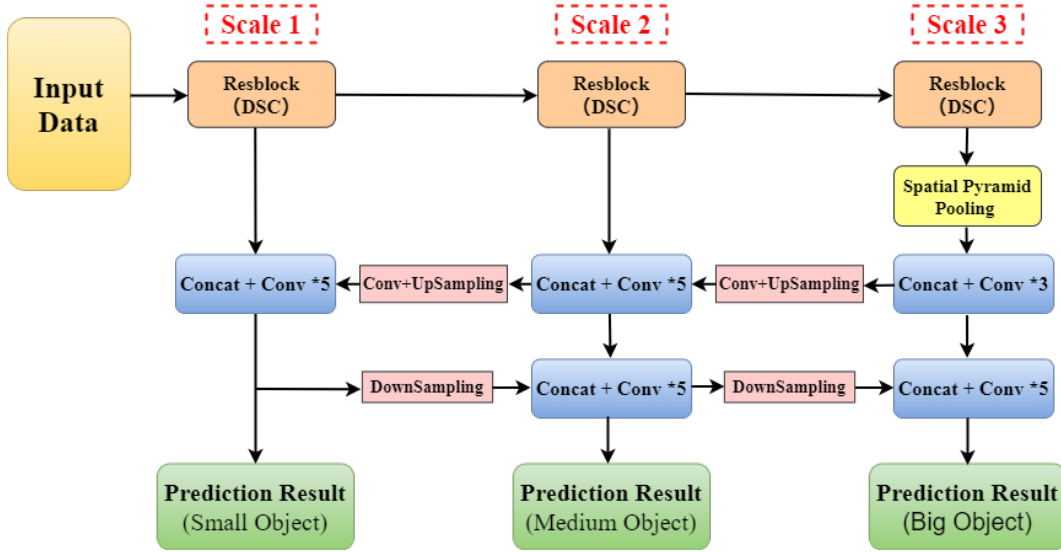 Scale 1
Scale 2
Scale 3
Input
Data
Resblock
(DSC)
Resblock
(DSC)
Resblock
(DSC)
Spatial Pyramid
Pooling
Concat + Conv *5
Conv+UpSampling
Concat + Conv *5
Conv+UpSampling
Concat + Conv *3
DownSampling
Concat + Conv *5
DownSampling
Concat + Conv *5
Prediction Result
(Small Object)
Prediction Result
(Medium Object)
Prediction Result
(Big Object)